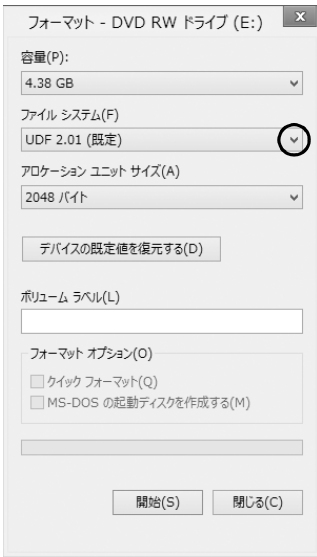 フォーマット - DVD RW ドライブ (E:)
x
容量(P):
4.38 GB
ファイル システム(F)
UDF 2.01 (既定)
アロケーション ユニット サイズ(A)
2048 バイト
デバイスの既定値を復元する(D)
ボリューム ラベル(L)
フォーマット オプション(O)
クイック フォーマット(Q)
MS-DOS の起動ディスクを作成する(M)
開始(S)
閉じる(C)